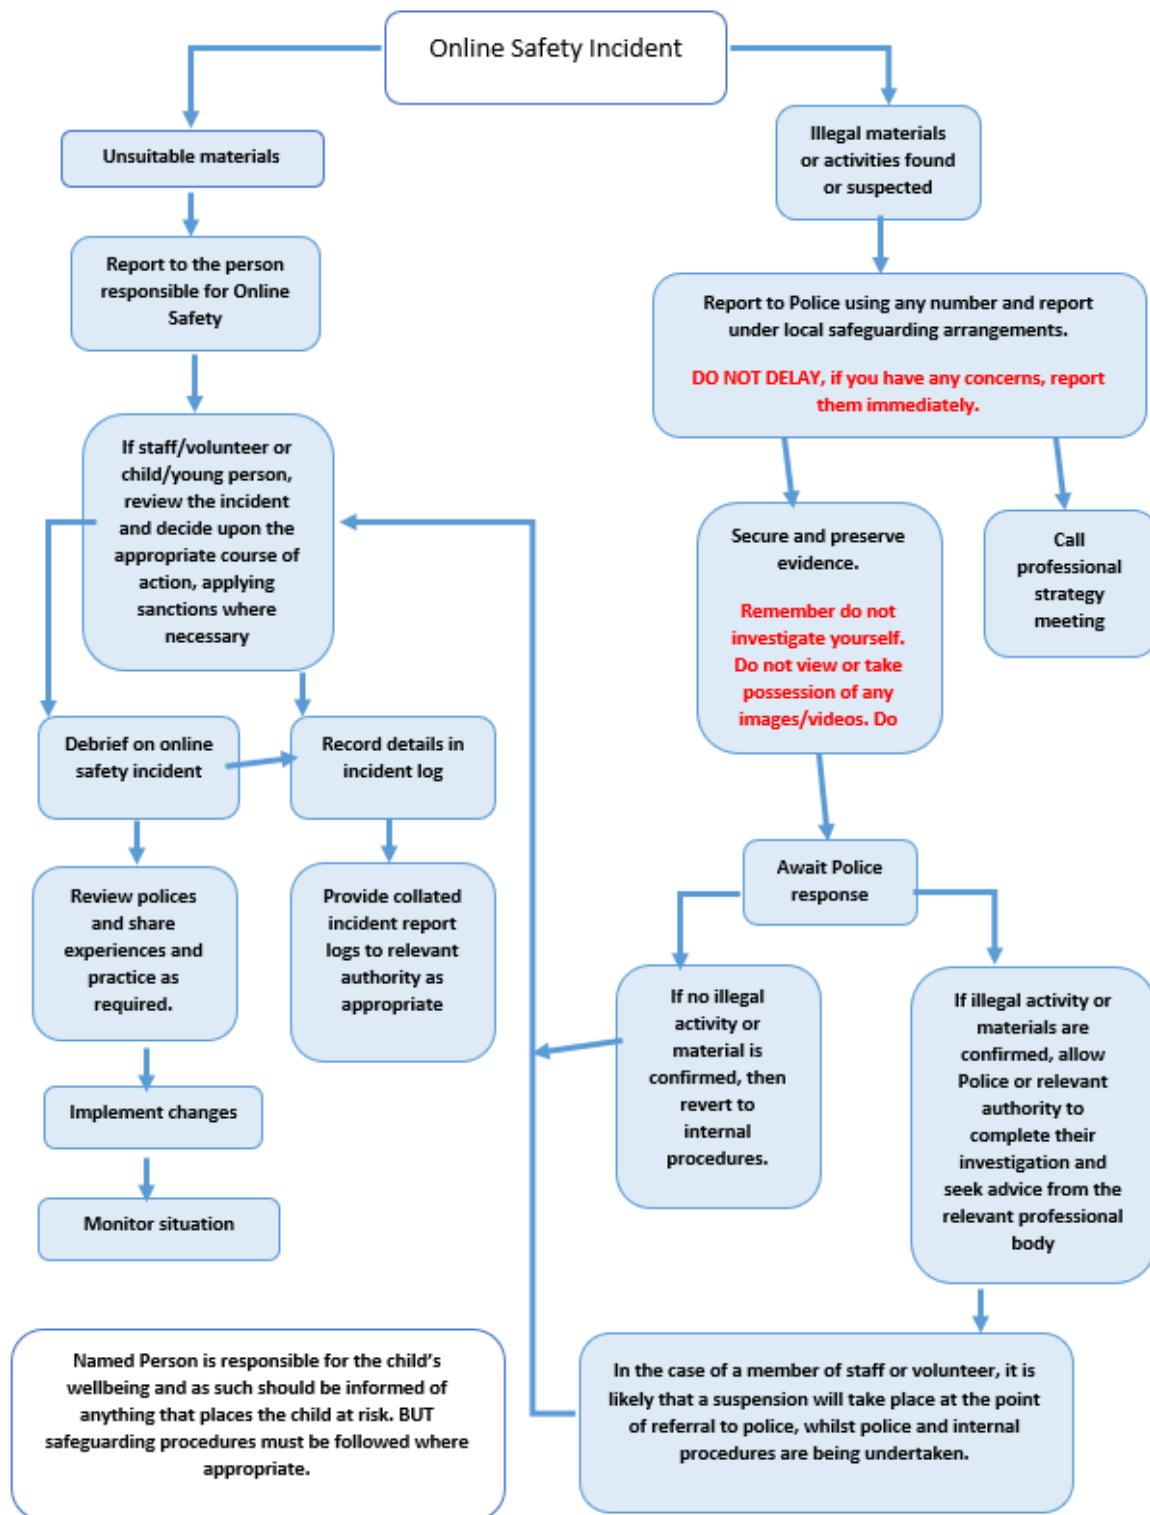 Online Safety Incident
Unsuitable materials
Report to the person
responsible for Online
Safety
If staff/volunteer or
child/young person,
review the incident
and decide upon the
appropriate course of
action, applying
sanctions where
necessary
Debrief on online
safety incident
Record details in
incident log
Review polices
and share
experiences and
practice as
required.
Provide collated
incident report
logs to relevant
authority as
appropriate
Implement changes
Monitor situation
Named Person is responsible for the child's
wellbeing and as such should be informed of
anything that places the child at risk. BUT
safeguarding procedures must be followed where
appropriate.
Illegal materials
or activities found
or suspected
Report to Police using any number and report
under local safeguarding arrangements.
DO NOT DELAY, if you have any concerns, report
them immediately.
Secure and preserve
evidence.
Remember do not
investigate yourself.
Do not view or take
possession of any
images/videos. Do
Call
professional
strategy
meeting
Await Police
response
If no illegal
activity or
material is
confirmed, then
revert to
internal
procedures.
If illegal activity or
materials are
confirmed, allow
Police or relevant
authority to
complete their
investigation and
seek advice from the
relevant professional
body
In the case of a member of staff or volunteer, it is
likely that a suspension will take place at the point
of referral to police, whilst police and internal
procedures are being undertaken.